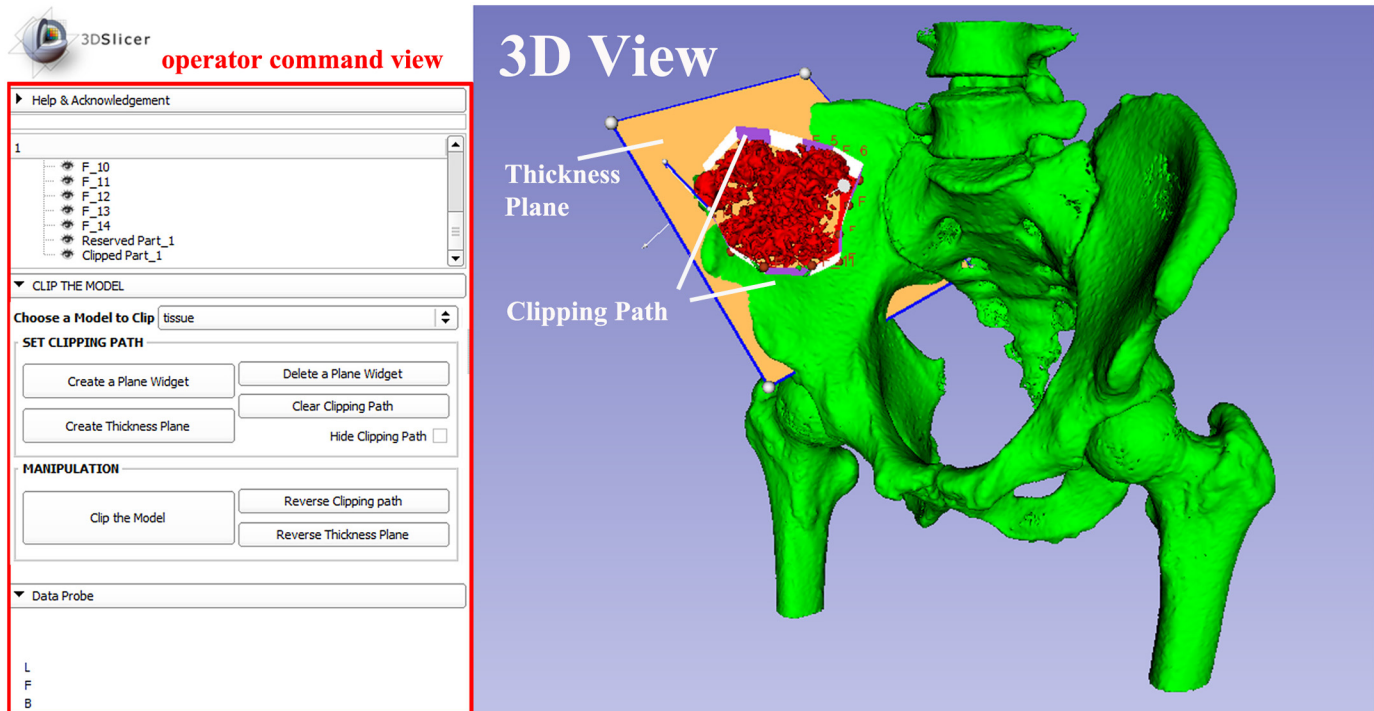 3DSlicer
operator command view
Help & Acknowledgement
1
F_10
F_11
F_12
F_13
F_14
Reserved Part_1
Clipped Part_1
CLIP THE MODEL
Choose a Model to Clip tissue
SET CLIPPING PATH
Create a Plane Widget
Delete a Plane Widget
Create Thickness Plane
Clear Clipping Path
Hide Clipping Path
MANIPULATION
Clip the Model
Reverse Clipping path
Reverse Thickness Plane
Data Probe
L
F
B
3D View
Thickness
Plane
Clipping Path
F_5
F_6
F